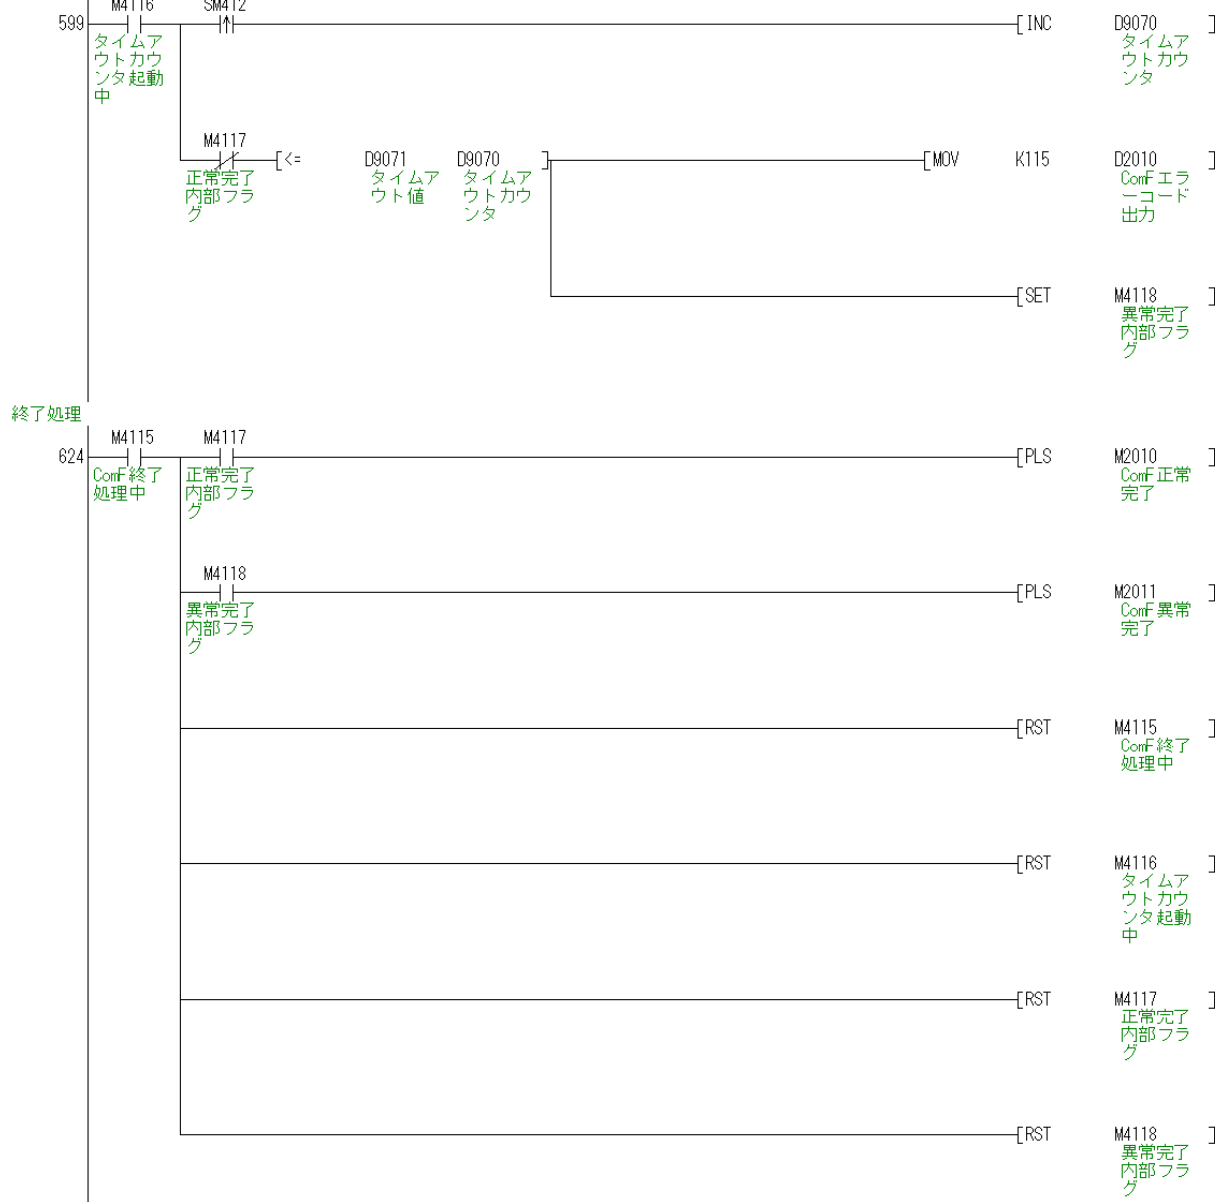 M4116 SM412
599 INC D9070
タイムア
ウトカウ
ンタ起動
中
タイムア
ウトカウ
ンタ
M4117
<= D9071 D9070 MOV K115 D2010
正常完了
内部フラ
グ
タイムア
ウト値
タイムア
ウトカウ
ンタ
ComFエラ
ーコード
出力
SET M4118
異常完了
内部フラ
グ
終了処理
M4115 M4117
624 PLS M2010
ComF終了
処理中
正常完了
内部フラ
グ
ComF正常
完了
M4118
PLS M2011
異常完了
内部フラ
グ
ComF異常
完了
RST M4115
ComF終了
処理中
RST M4116
タイムア
ウトカウ
ンタ起動
中
RST M4117
正常完了
内部フラ
グ
RST M4118
異常完了
内部フラ
グ